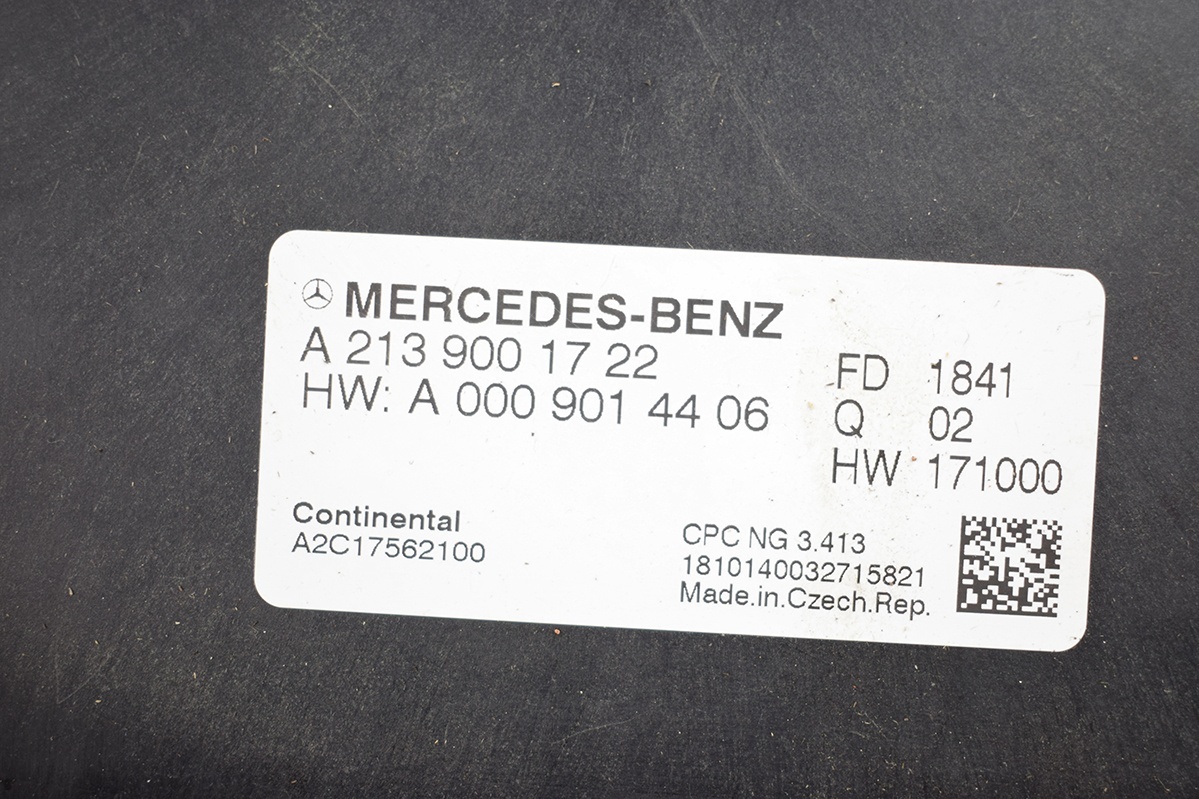 MERCEDES-BENZ
A 213 900 17 22
HW: A 000 901 44 06
FD 1841
Q 02
HW 171000
Continental
A2C17562100
CPC NG 3.413
1810140032715821
Made.in.Czech.Rep.